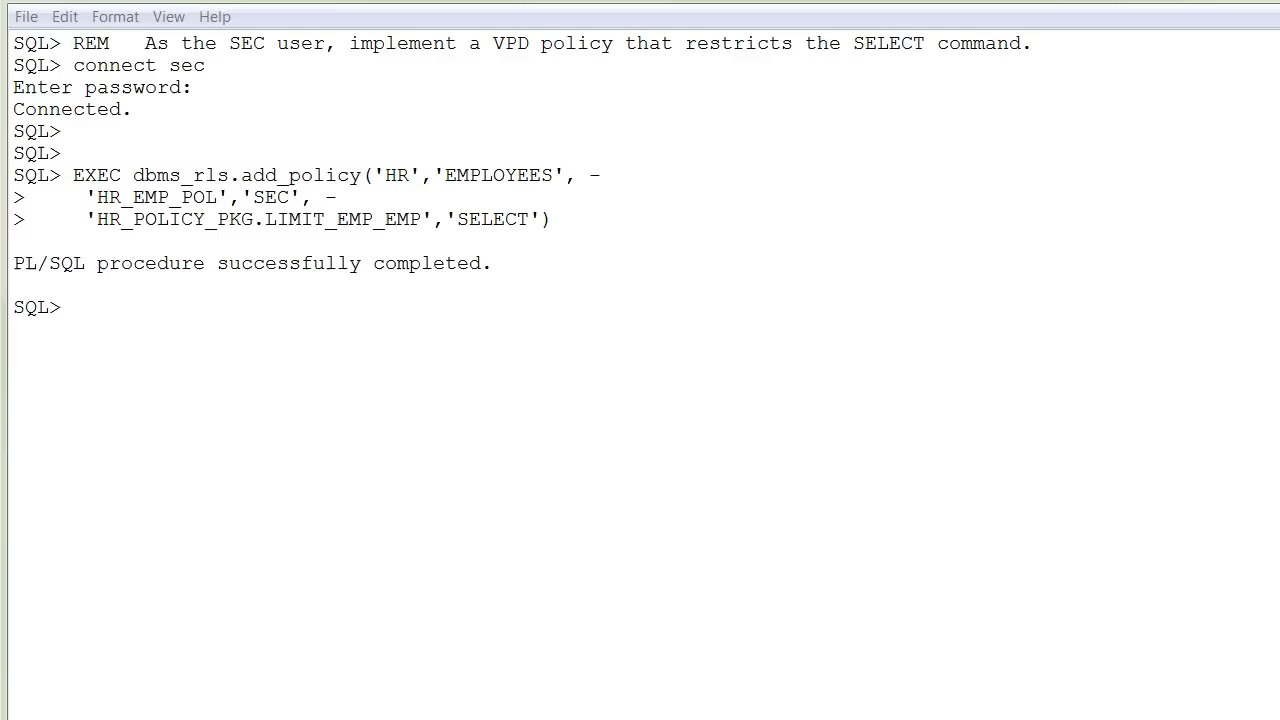 File Edit Format View Help
SQL> REM   As the SEC user, implement a VPD policy that restricts the SELECT command.
SQL> connect sec
Enter password:
Connected.
SQL>
SQL>
SQL> EXEC dbms_rls.add_policy('HR','EMPLOYEES', -
>     'HR_EMP_POL','SEC', -
>     'HR_POLICY_PKG.LIMIT_EMP_EMP','SELECT')
PL/SQL procedure successfully completed.
SQL>